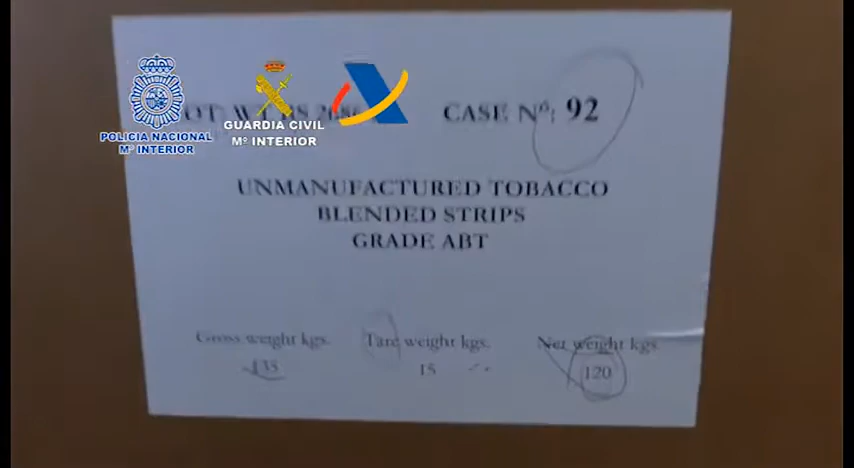 CASE Nº: 92
POLICIA NACIONAL
Mº INTERIOR
GUARDIA CIVIL
Mº INTERIOR
UNMANUFACTURED TOBACCO
BLENDED STRIPS
GRADE ABT
Gross weight kgs. Tare weight kgs. Net weight kgs.
135 15 120